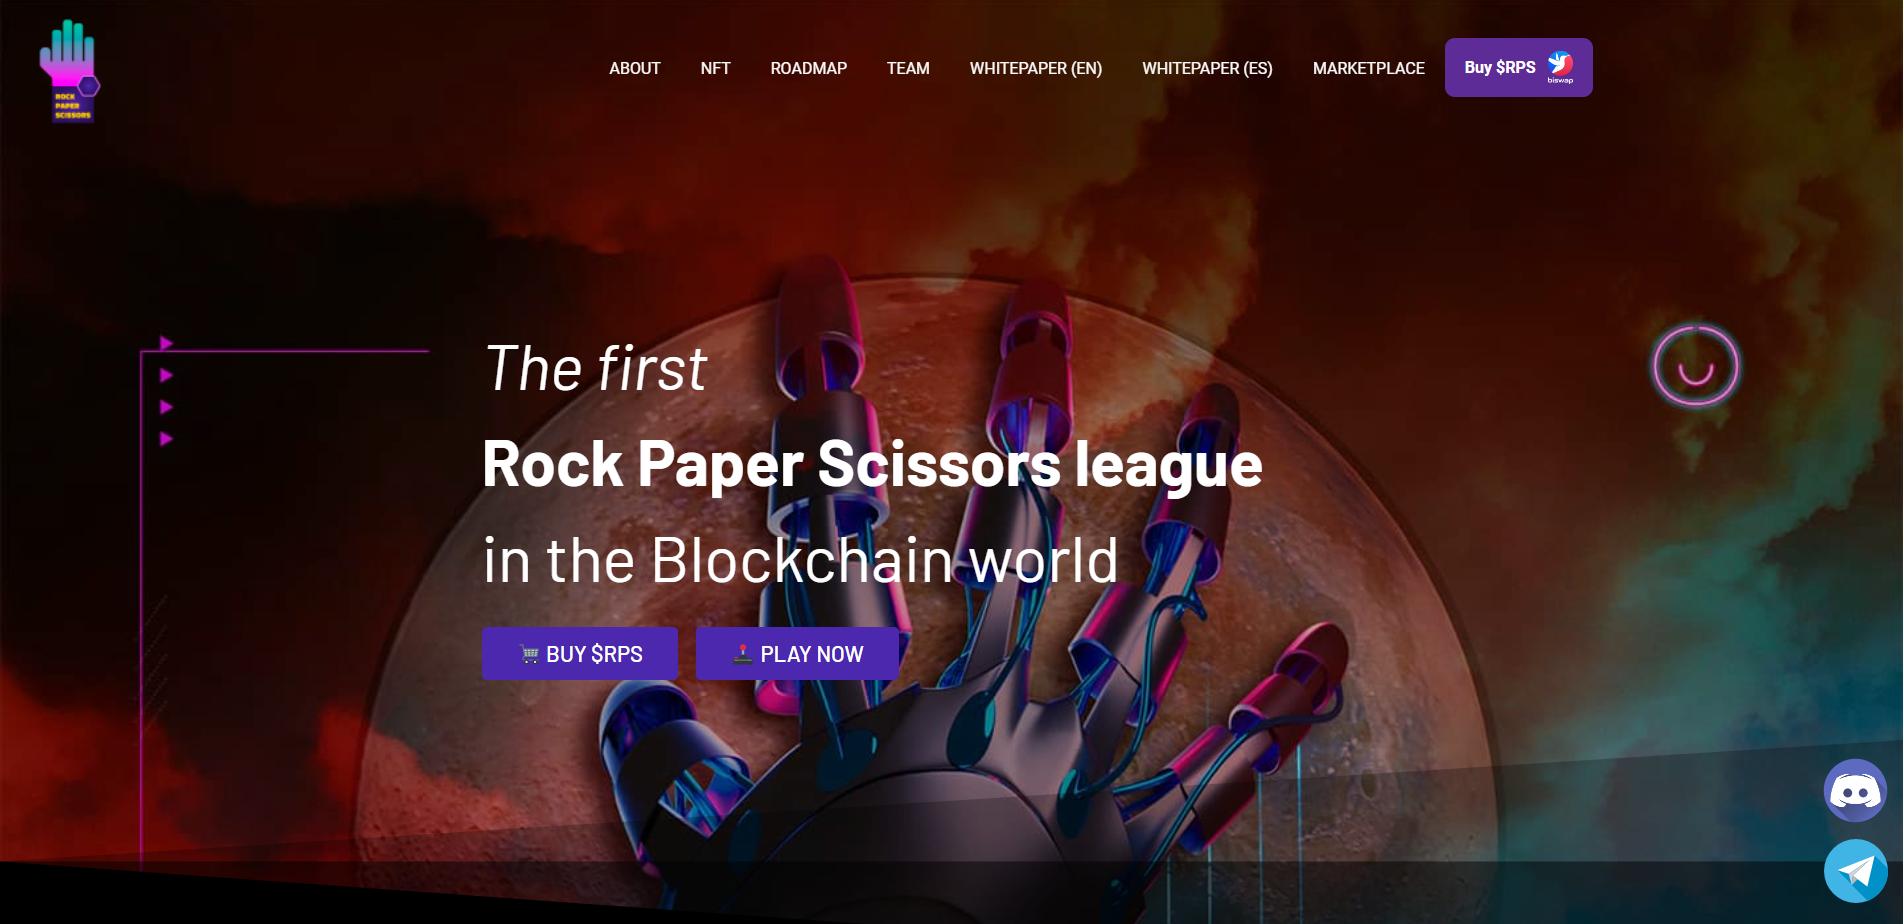 ROCK
PAPER
SCISSORS
ABOUT
NFT
ROADMAP
TEAM
WHITEPAPER (EN)
WHITEPAPER (ES)
MARKETPLACE
Buy $RPS
biswap
The first
Rock Paper Scissors league
in the Blockchain world
BUY $RPS
PLAY NOW